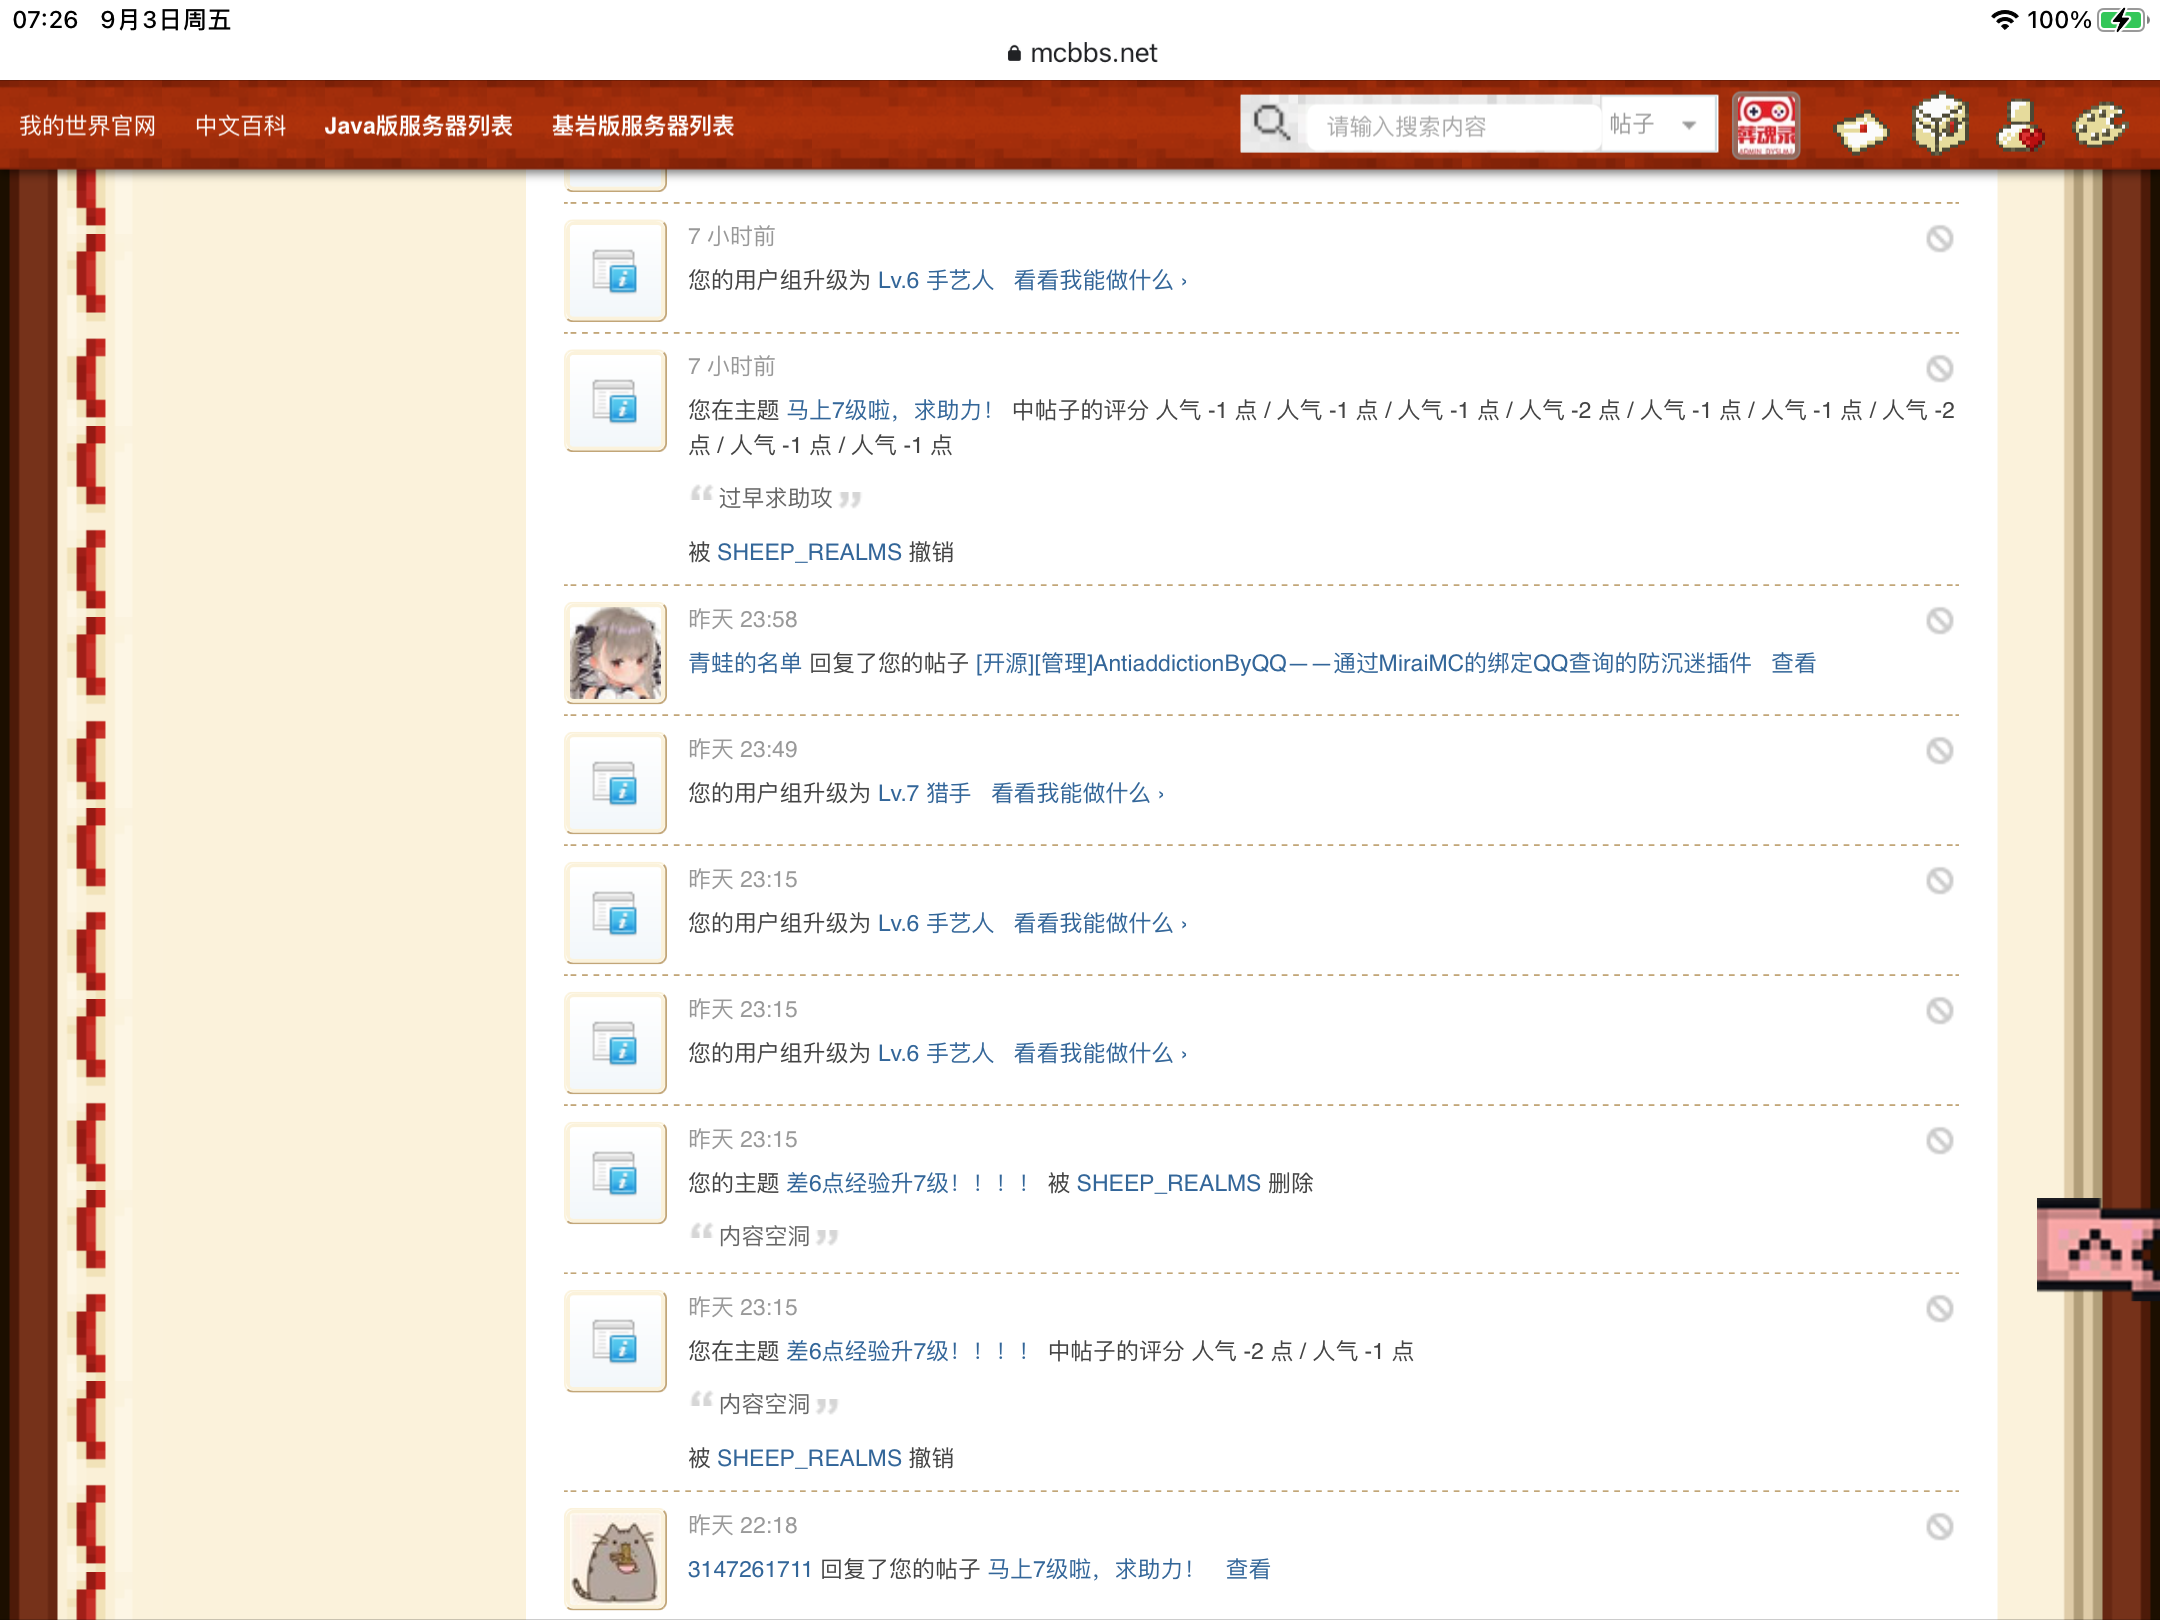 07:26 9月3日周五
100%
mcbbs.net
我的世界官网 中文百科 Java版服务器列表 基岩版服务器列表
请输入搜索内容 帖子
7 小时前
您的用户组升级为 Lv.6 手艺人 看看我能做什么 ›
7 小时前
您在主题 马上7级啦，求助力！ 中帖子的评分 人气 -1 点 / 人气 -1 点 / 人气 -1 点 / 人气 -2 点 / 人气 -1 点 / 人气 -1 点 / 人气 -2
点 / 人气 -1 点 / 人气 -1 点
“ 过早求助攻 ”
被 SHEEP_REALMS 撤销
昨天 23:58
青蛙的名单 回复了您的帖子 [开源][管理]AntiaddictionByQQ——通过MiraiMC的绑定QQ查询的防沉迷插件 查看
昨天 23:49
您的用户组升级为 Lv.7 猎手 看看我能做什么 ›
昨天 23:15
您的用户组升级为 Lv.6 手艺人 看看我能做什么 ›
昨天 23:15
您的用户组升级为 Lv.6 手艺人 看看我能做什么 ›
昨天 23:15
您的主题 差6点经验升7级！！！！ 被 SHEEP_REALMS 删除
“ 内容空洞 ”
昨天 23:15
您在主题 差6点经验升7级！！！！ 中帖子的评分 人气 -2 点 / 人气 -1 点
“ 内容空洞 ”
被 SHEEP_REALMS 撤销
昨天 22:18
3147261711 回复了您的帖子 马上7级啦，求助力！ 查看